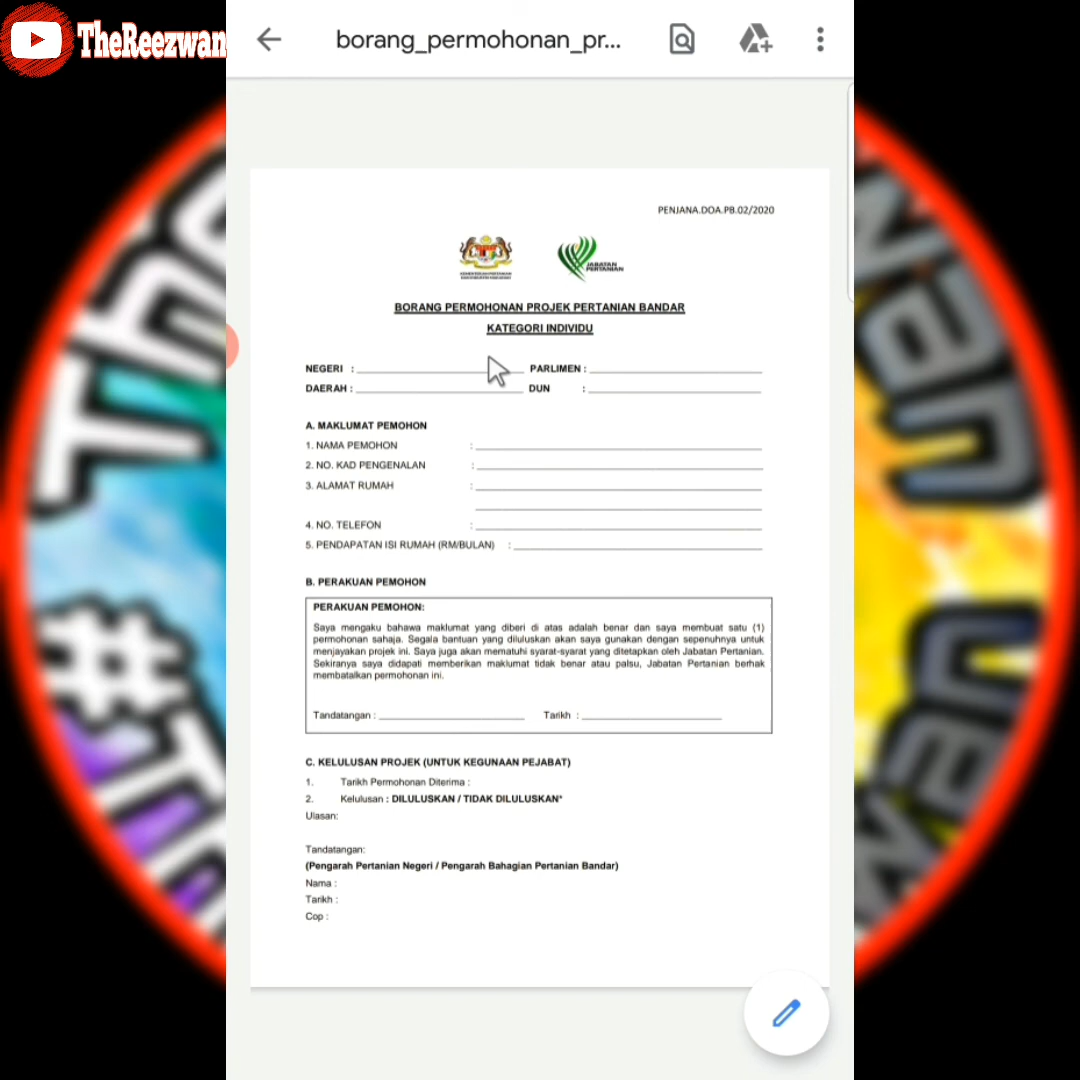 TheReezwan
borang_permohonan_pr...
PENJANA.DOA.PB.02/2020
JABATAN
PERTANIAN
BORANG PERMOHONAN PROJEK PERTANIAN BANDAR
KATEGORI INDIVIDU
NEGERI : PARLIMEN :
DAERAH : DUN :
A. MAKLUMAT PEMOHON
1. NAMA PEMOHON :
2. NO. KAD PENGENALAN :
3. ALAMAT RUMAH :
4. NO. TELEFON :
5. PENDAPATAN ISI RUMAH (RM/BULAN) :
B. PERAKUAN PEMOHON
PERAKUAN PEMOHON:
Saya mengaku bahawa maklumat yang diberi di atas adalah benar dan saya membuat satu (1)
permohonan sahaja. Segala bantuan yang diluluskan akan saya gunakan dengan sepenuhnya untuk
menjayakan projek ini. Saya juga akan mematuhi syarat-syarat yang ditetapkan oleh Jabatan Pertanian.
Sekiranya saya didapati memberikan maklumat tidak benar atau palsu, Jabatan Pertanian berhak
membatalkan permohonan ini.
Tandatangan : Tarikh :
C. KELULUSAN PROJEK (UNTUK KEGUNAAN PEJABAT)
1. Tarikh Permohonan Diterima :
2. Kelulusan : DILULUSKAN / TIDAK DILULUSKAN*
Ulasan:
Tandatangan:
(Pengarah Pertanian Negeri / Pengarah Bahagian Pertanian Bandar)
Nama :
Tarikh :
Cop :